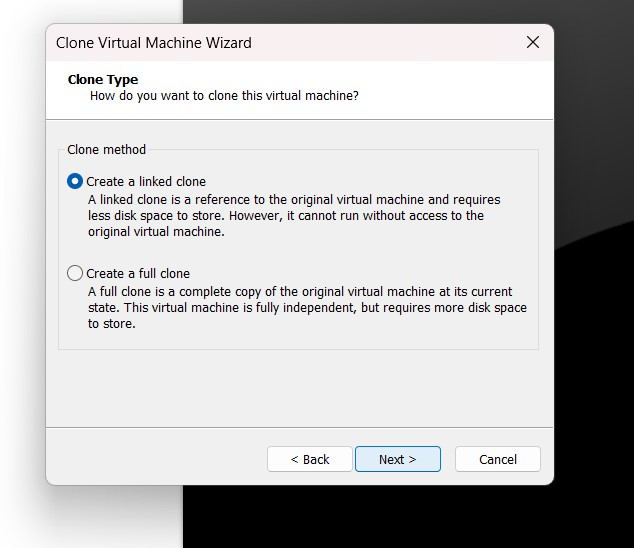 Clone Virtual Machine Wizard
Clone Type
How do you want to clone this virtual machine?
Clone method
Create a linked clone
A linked clone is a reference to the original virtual machine and requires
less disk space to store. However, it cannot run without access to the
original virtual machine.
Create a full clone
A full clone is a complete copy of the original virtual machine at its current
state. This virtual machine is fully independent, but requires more disk space
to store.
< Back Next > Cancel